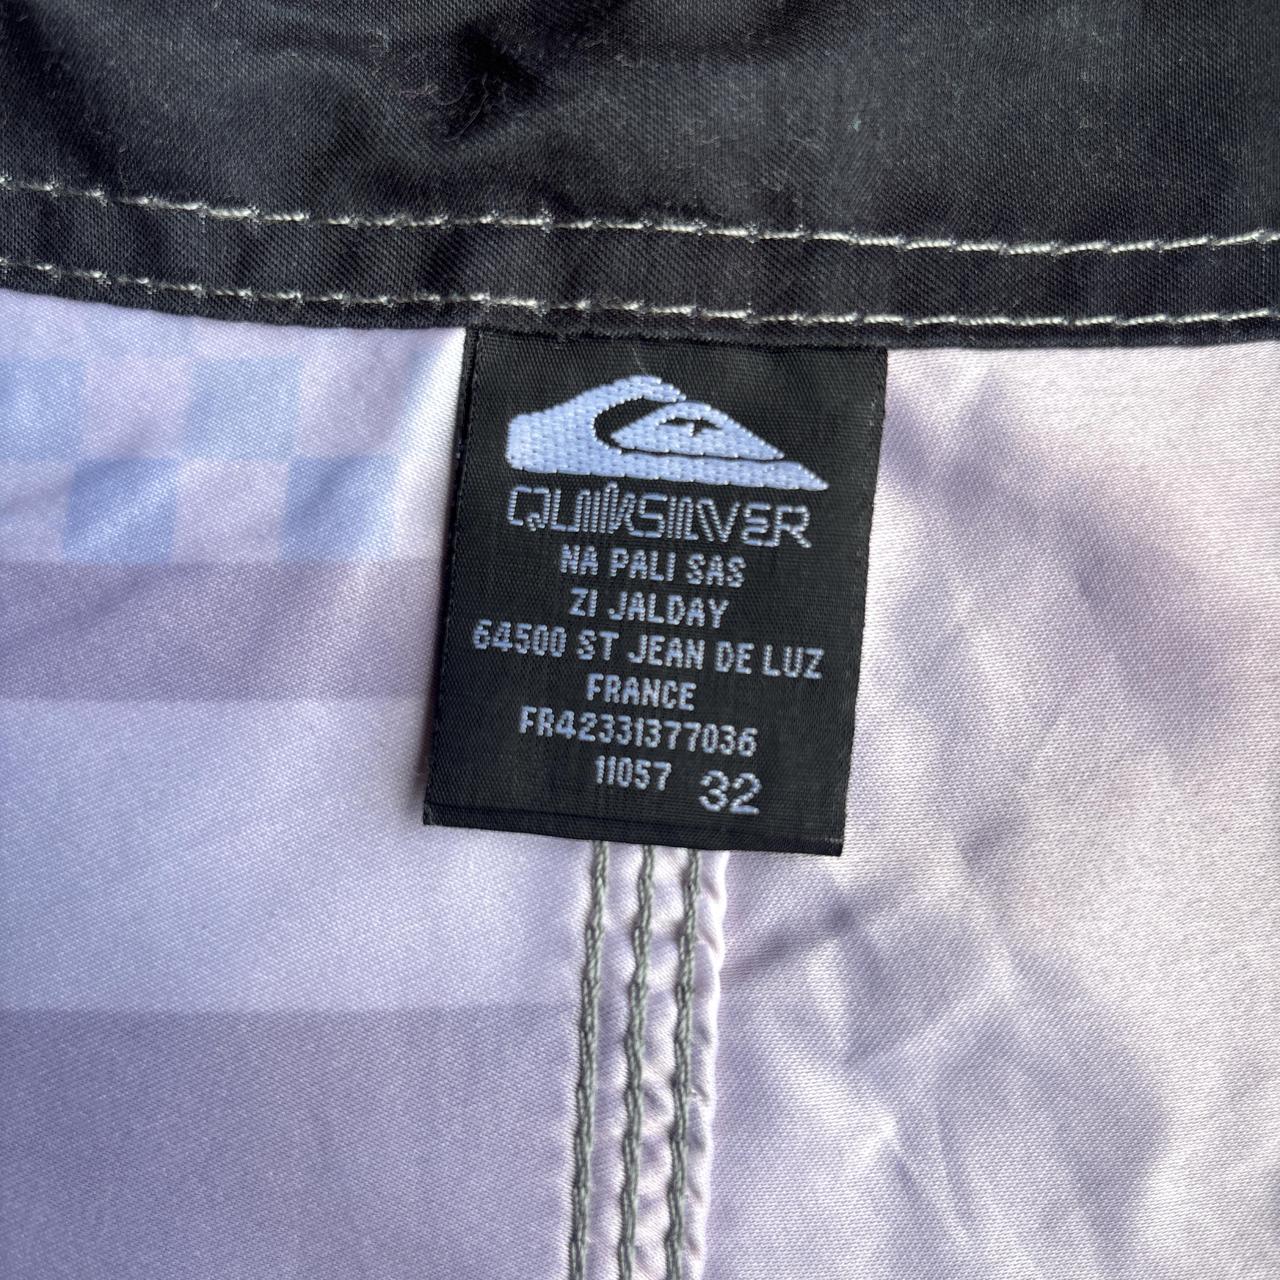 QUIKSILVER
NA PALI SAS
ZI JALDAY
64500 ST JEAN DE LUZ
FRANCE
FR42331377036
11057 32